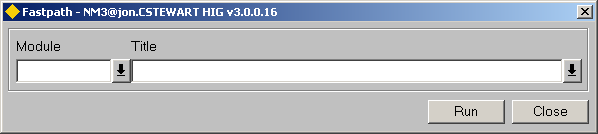 Fastpath - NM3@jon.CSTEWART HIG v3.0.0.16
Module Title
Run Close